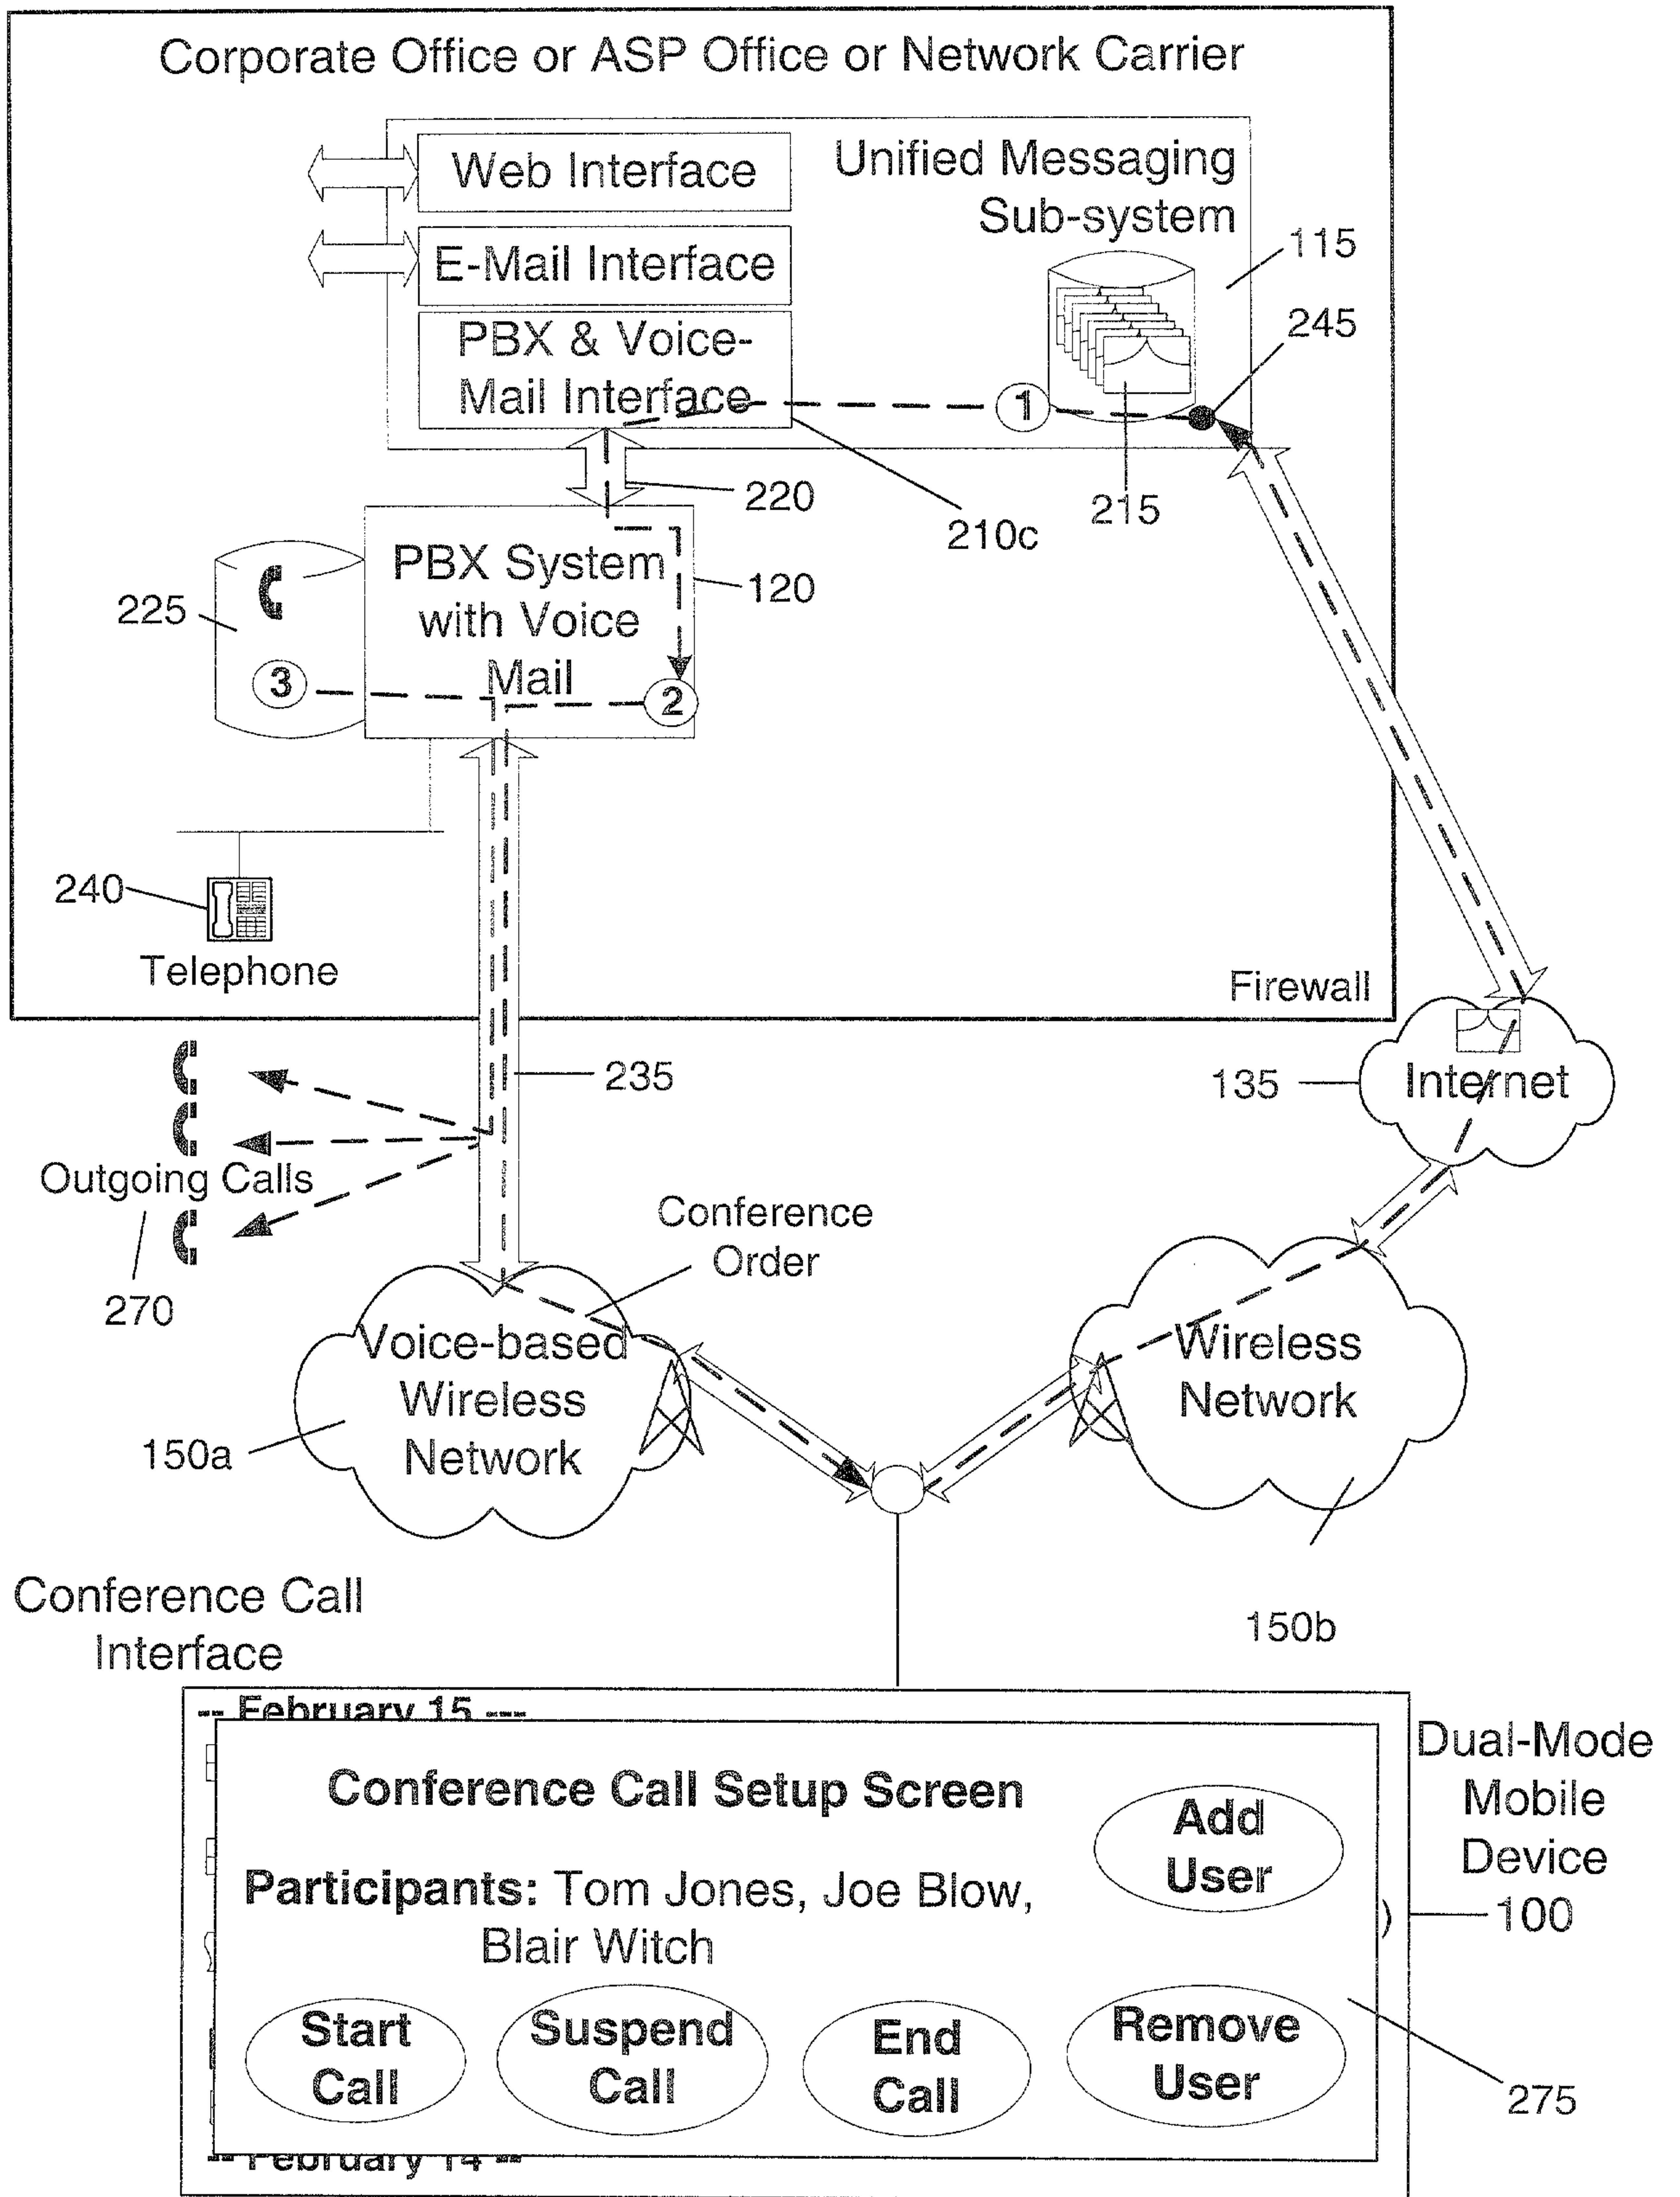 Corporate Office or ASP Office or Network Carrier
Web Interface
Unified Messaging
Sub-system
E-Mail Interface
115
PBX & Voice-
Mail Interface
245
1
220
210c
215
PBX System
with Voice
Mail
120
225
3
2
240
Telephone
Firewall
235
135
Internet
Outgoing Calls
270
Conference
Order
Voice-based
Wireless
Network
150a
Wireless
Network
150b
Conference Call
Interface
-- February 15 --
Conference Call Setup Screen
Add
User
Participants: Tom Jones, Joe Blow,
Blair Witch
Start
Call
Suspend
Call
End
Call
Remove
User
Dual-Mode
Mobile
Device
100
275
-- February 14 --